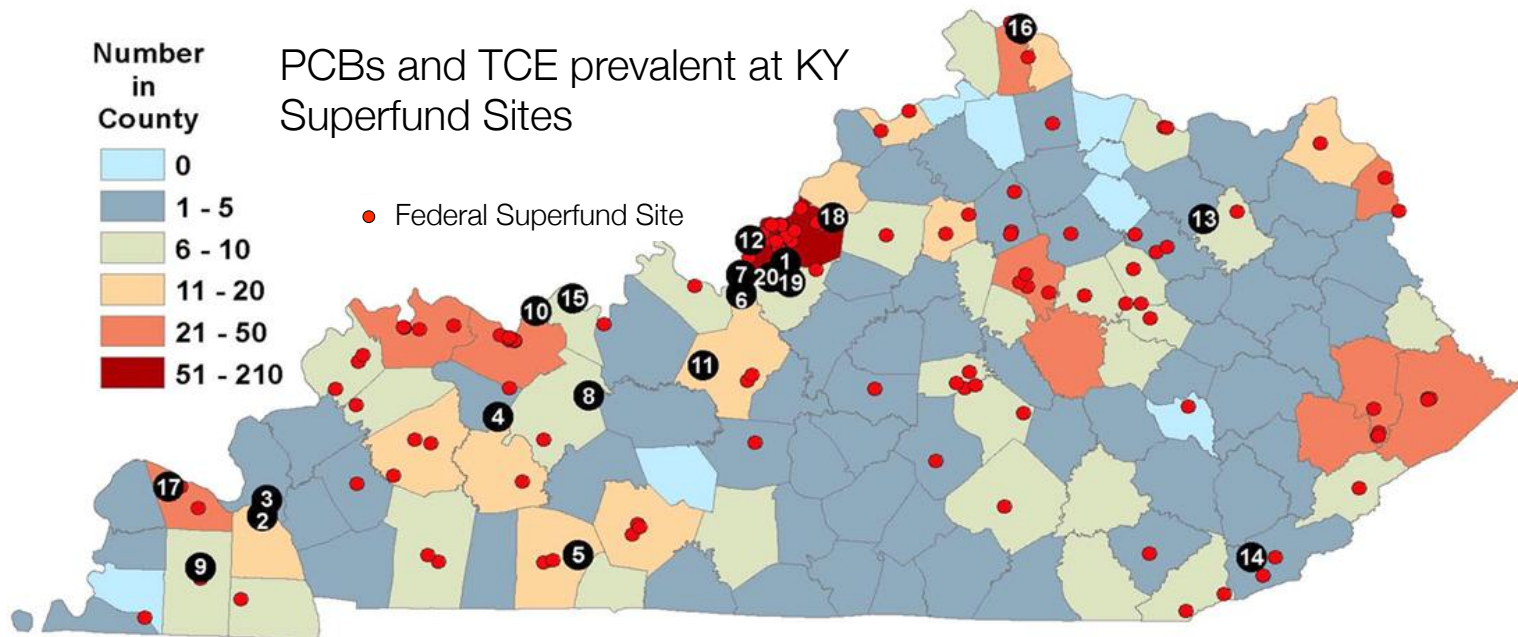 PCBs and TCE prevalent at KY
Superfund Sites
Number
in
County
0
1 - 5
6 - 10
11 - 20
21 - 50
51 - 210
Federal Superfund Site
16
13
18
12
1
7
20
19
6
15
10
11
8
4
17
3
2
9
5
14